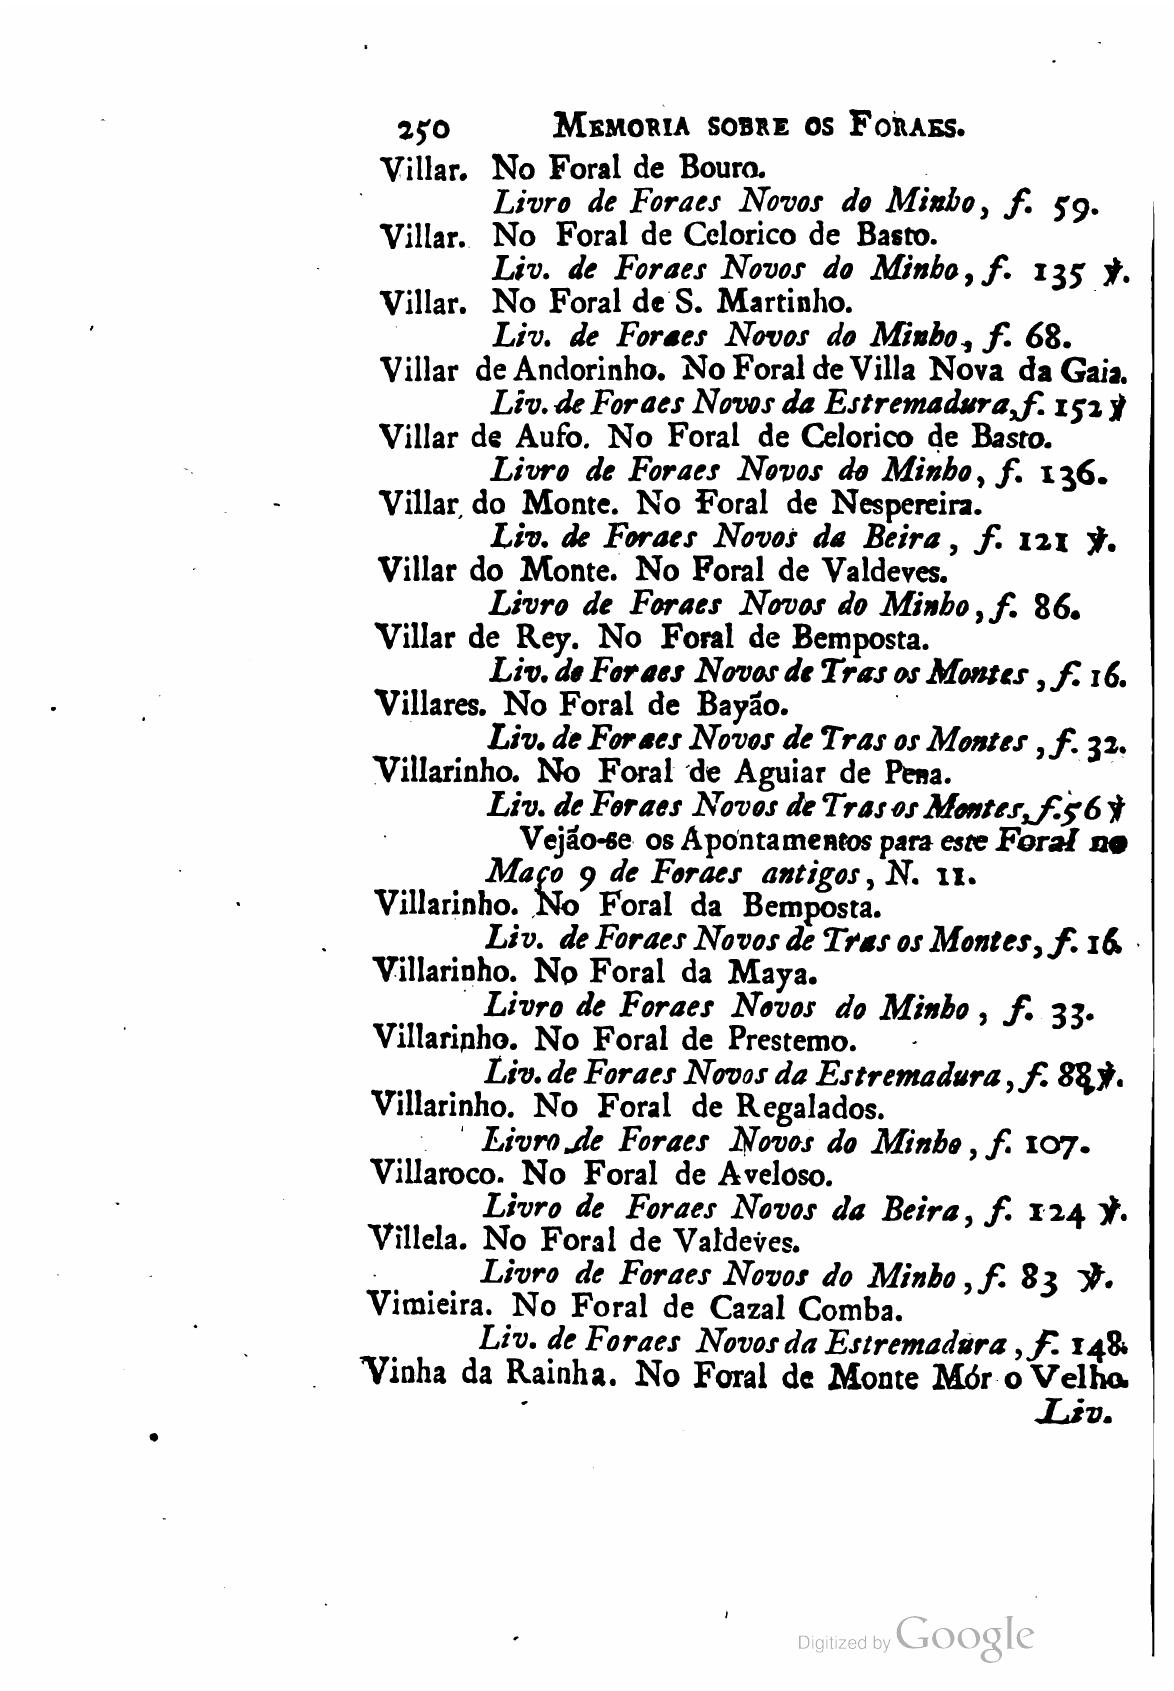 250 MEMORIA SOBRE OS FORAES.
Villar. No Foral de Bouro.
Livro de Foraes Novos do Minho, f. 59.
Villar. No Foral de Celorico de Basto.
Liv. de Foraes Novos do Minho, f. 135 ℣.
Villar. No Foral de S. Martinho.
Liv. de Foraes Novos do Minho, f. 68.
Villar de Andorinho. No Foral de Villa Nova da Gaia.
Liv. de Foraes Novos da Estremadura, f. 152 ℣
Villar de Aufo. No Foral de Celorico de Basto.
Livro de Foraes Novos do Minho, f. 136.
Villar do Monte. No Foral de Nespereira.
Liv. de Foraes Novos da Beira, f. 121 ℣.
Villar do Monte. No Foral de Valdeves.
Livro de Foraes Novos do Minho, f. 86.
Villar de Rey. No Foral de Bemposta.
Liv. de Foraes Novos de Tras os Montes, f. 16.
Villares. No Foral de Bayão.
Liv. de Foraes Novos de Tras os Montes, f. 32.
Villarinho. No Foral de Aguiar de Pena.
Liv. de Foraes Novos de Tras os Montes, f. 56 ℣
Vejão-se os Apontamentos para este Foral no
Maço 9 de Foraes antigos, N. 11.
Villarinho. No Foral da Bemposta.
Liv. de Foraes Novos de Tras os Montes, f. 16.
Villarinho. No Foral da Maya.
Livro de Foraes Novos do Minho, f. 33.
Villarinho. No Foral de Prestemo.
Liv. de Foraes Novos da Estremadura, f. 88 ℣.
Villarinho. No Foral de Regalados.
Livro de Foraes Novos do Minho, f. 107.
Villaroco. No Foral de Aveloso.
Livro de Foraes Novos da Beira, f. 124 ℣.
Villela. No Foral de Valdeves.
Livro de Foraes Novos do Minho, f. 83 ℣.
Vimieira. No Foral de Cazal Comba.
Liv. de Foraes Novos da Estremadura, f. 148.
Vinha da Rainha. No Foral de Monte Mór o Velho.
Liv.
Digitized by Google